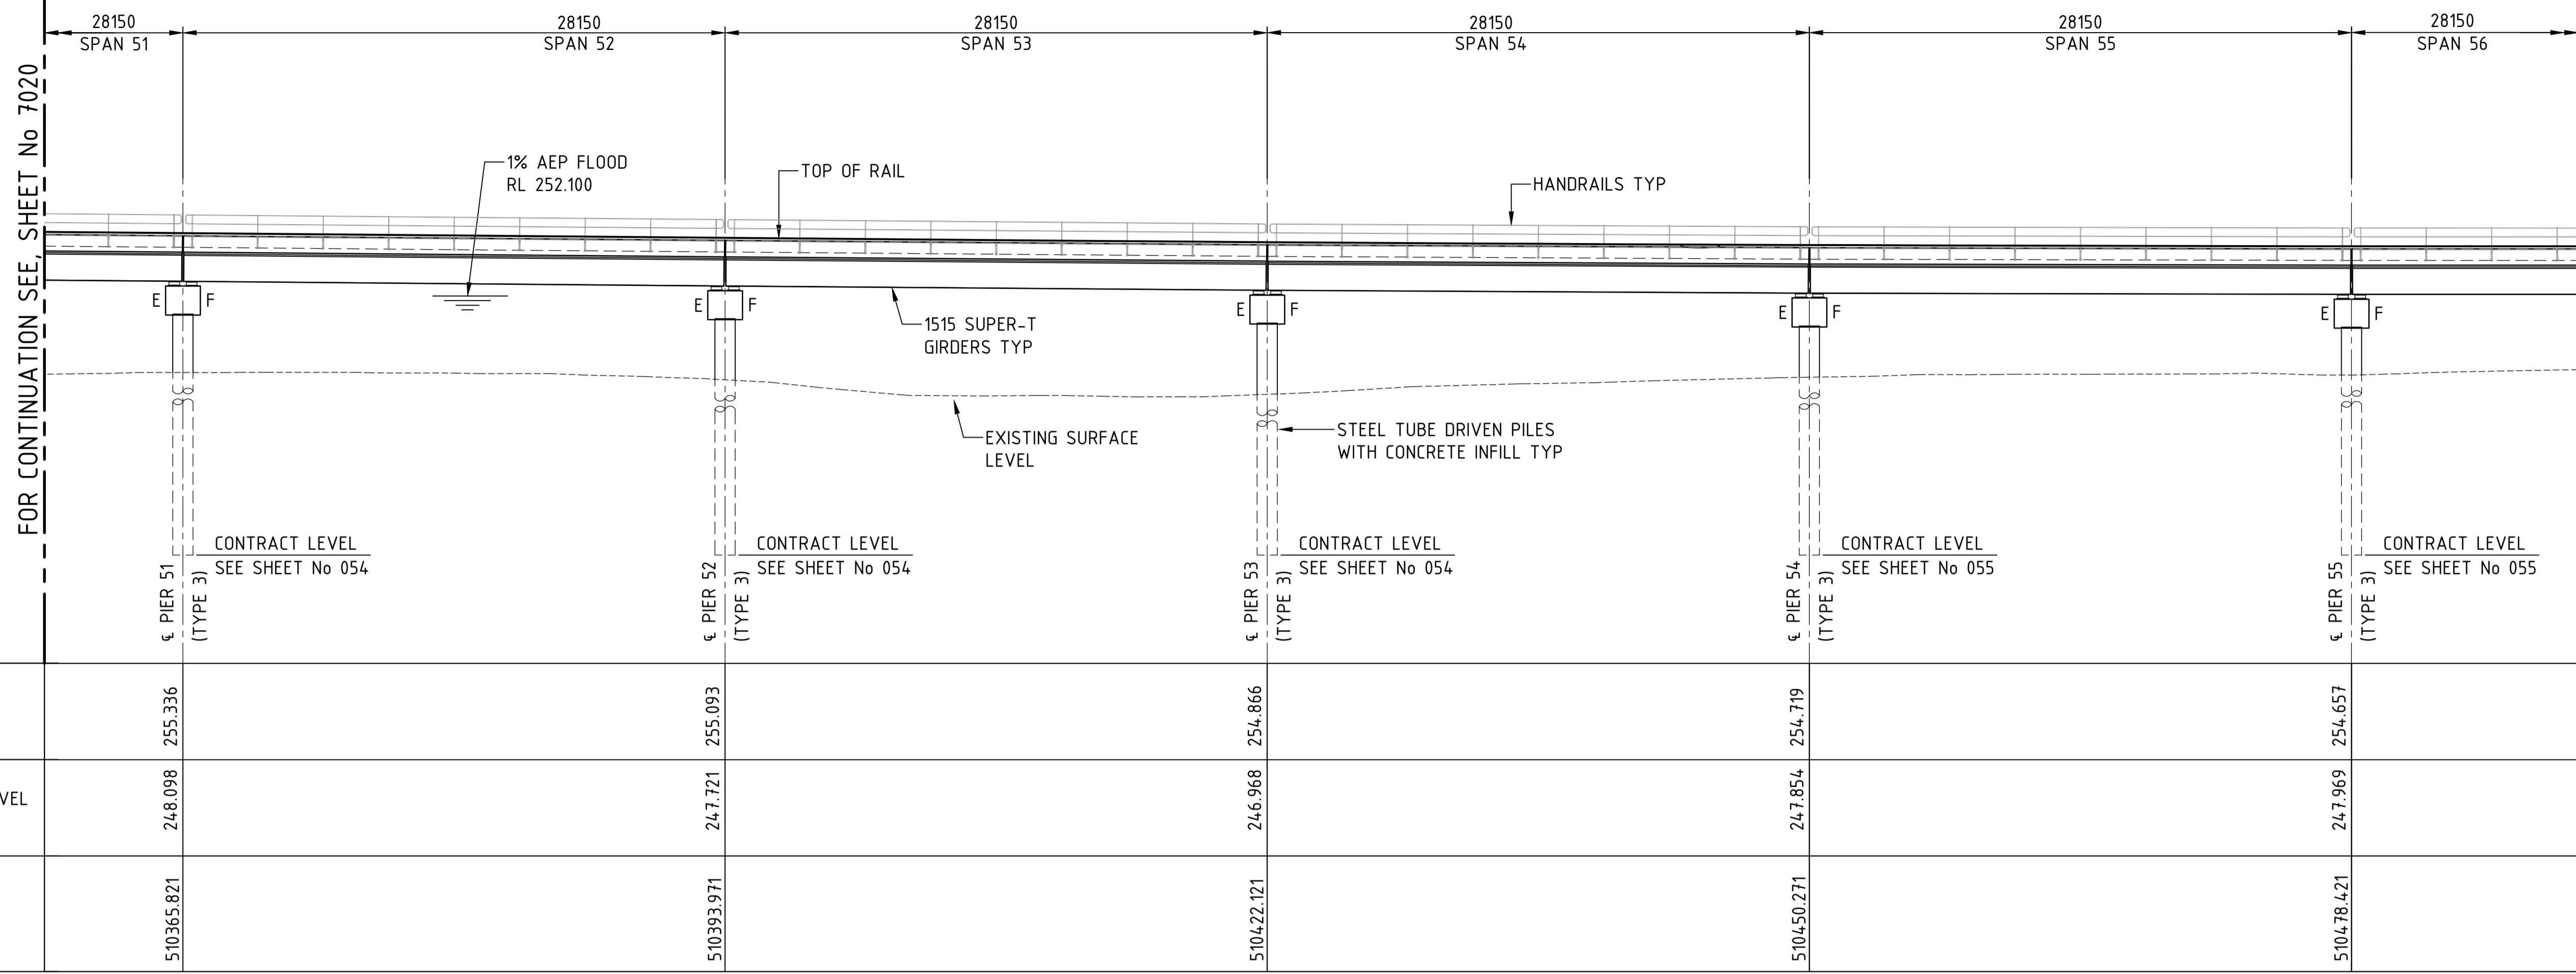 28150
SPAN 51
28150
SPAN 52
28150
SPAN 53
28150
SPAN 54
28150
SPAN 55
28150
SPAN 56
FOR CONTINUATION SEE, SHEET No 7020
1% AEP FLOOD
RL 252.100
TOP OF RAIL
HANDRAILS TYP
E
F
E
F
E
F
E
F
E
F
1515 SUPER-T
GIRDERS TYP
EXISTING SURFACE
LEVEL
STEEL TUBE DRIVEN PILES
WITH CONCRETE INFILL TYP
CONTRACT LEVEL
SEE SHEET No 054
CONTRACT LEVEL
SEE SHEET No 054
CONTRACT LEVEL
SEE SHEET No 054
CONTRACT LEVEL
SEE SHEET No 055
CONTRACT LEVEL
SEE SHEET No 055
℄ PIER 51
(TYPE 3)
℄ PIER 52
(TYPE 3)
℄ PIER 53
(TYPE 3)
℄ PIER 54
(TYPE 3)
℄ PIER 55
(TYPE 3)
255.336
255.093
254.866
254.719
254.657
VEL
248.098
247.721
246.968
247.854
247.969
510365.821
510393.971
510422.121
510450.271
510478.421